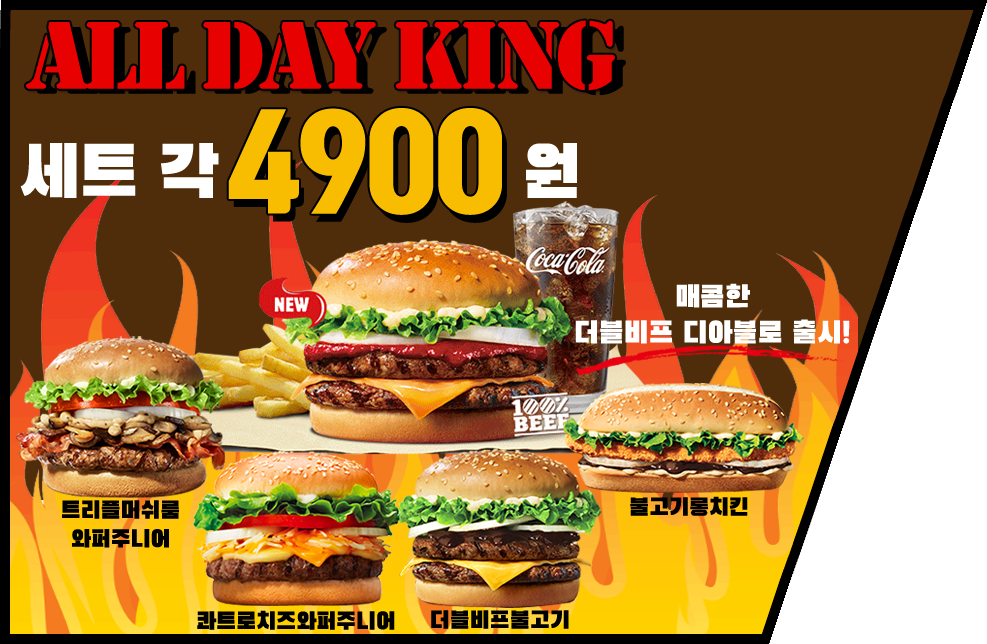 ALL DAY KING
세트 각 4900 원
Coca-Cola
NEW
매콤한
더블비프 디아블로 출시!
100%
BEEF
트리플머쉬룸
와퍼주니어
불고기롱치킨
콰트로치즈와퍼주니어
더블비프불고기